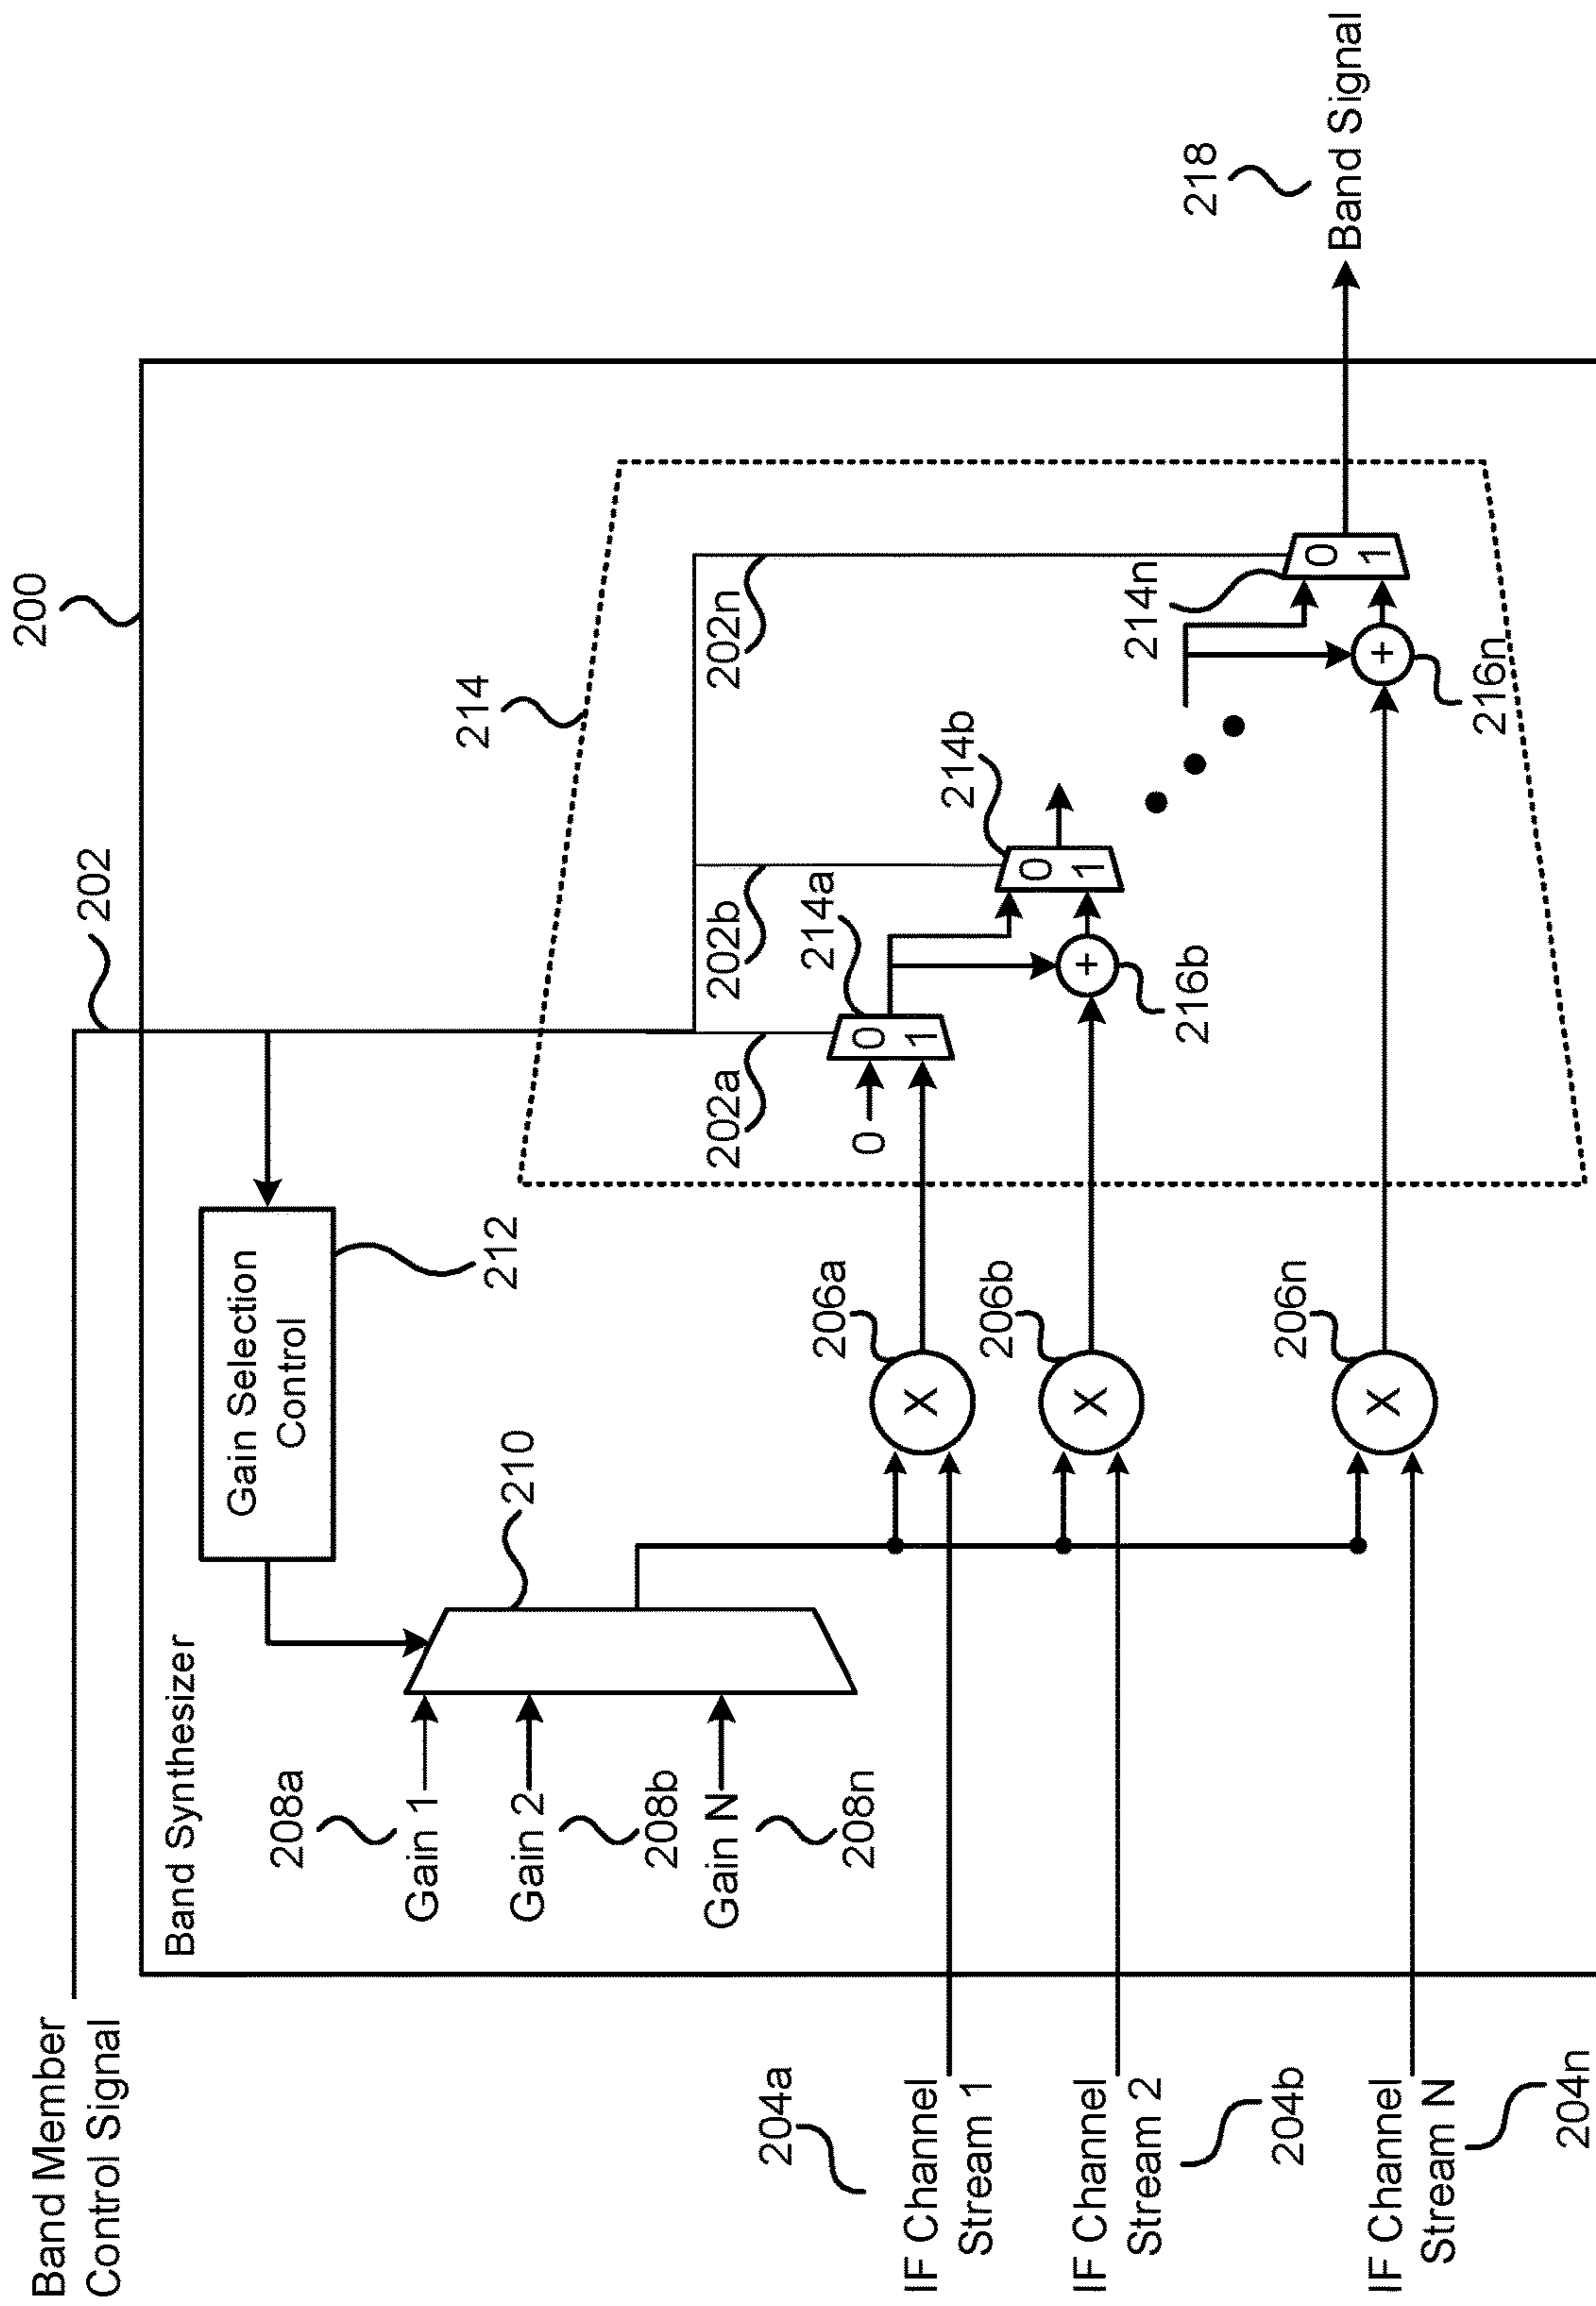 Band Member
Control Signal
200
202
Band Synthesizer
Gain Selection
Control
212
214
208a
Gain 1
Gain 2
208b
Gain N
208n
210
202a
202b
202n
0
0
1
214a
0
1
214b
0
1
214n
+
216b
+
216n
206a
X
206b
X
206n
X
204a
IF Channel
Stream 1
IF Channel
Stream 2
204b
IF Channel
Stream N
204n
218
Band Signal